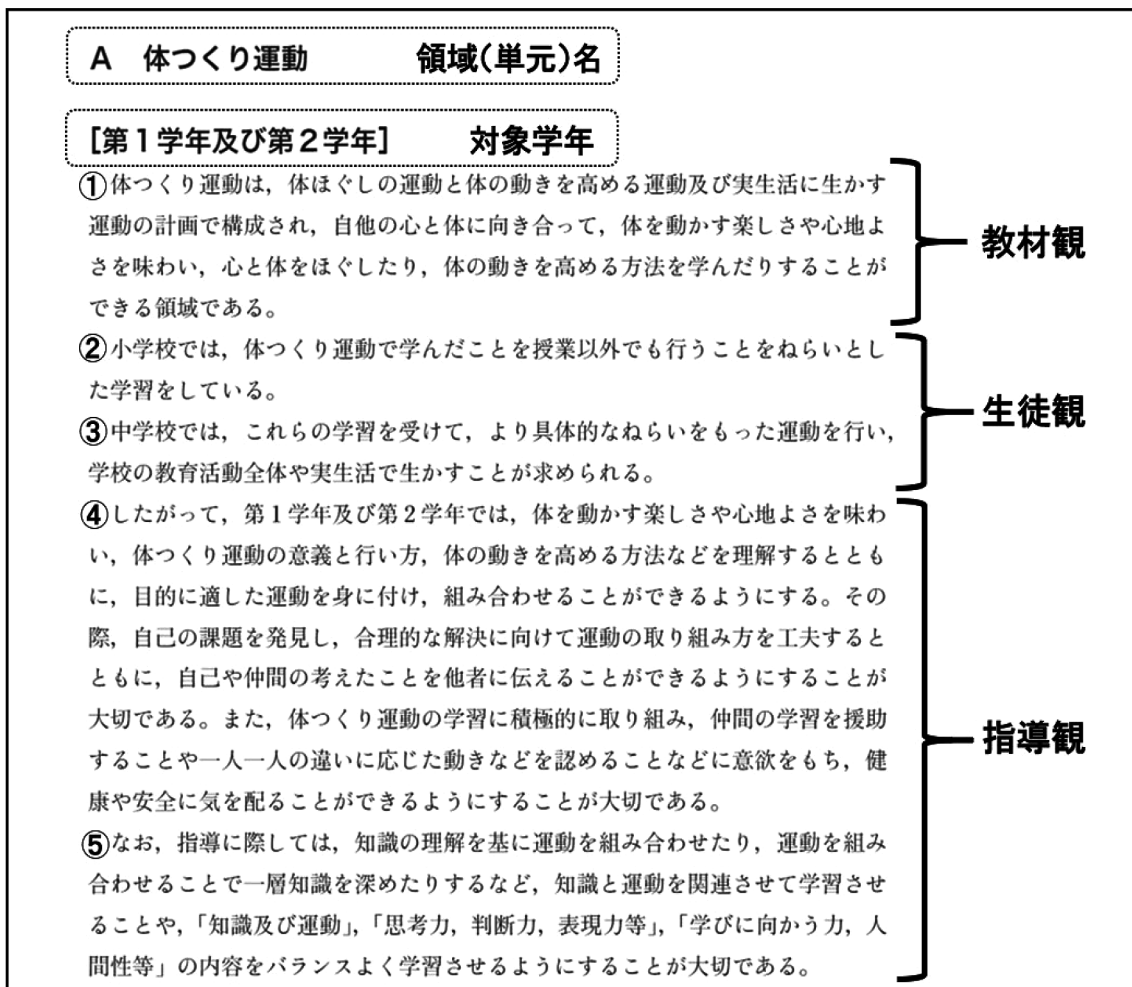 A 体つくり運動 領域(単元)名
[第1学年及び第2学年] 対象学年
①体つくり運動は，体ほぐしの運動と体の動きを高める運動及び実生活に生かす
運動の計画で構成され，自他の心と体に向き合って，体を動かす楽しさや心地よ
さを味わい，心と体をほぐしたり，体の動きを高める方法を学んだりすることが
できる領域である。
教材観
②小学校では，体つくり運動で学んだことを授業以外でも行うことをねらいとし
た学習をしている。
③中学校では，これらの学習を受けて，より具体的なねらいをもった運動を行い，
学校の教育活動全体や実生活で生かすことが求められる。
生徒観
④したがって，第1学年及び第2学年では，体を動かす楽しさや心地よさを味わ
い，体つくり運動の意義と行い方，体の動きを高める方法などを理解するととも
に，目的に適した運動を身に付け，組み合わせることができるようにする。その
際，自己の課題を発見し，合理的な解決に向けて運動の取り組み方を工夫すると
ともに，自己や仲間の考えたことを他者に伝えることができるようにすることが
大切である。また，体つくり運動の学習に積極的に取り組み，仲間の学習を援助
することや一人一人の違いに応じた動きなどを認めることなどに意欲をもち，健
康や安全に気を配ることができるようにすることが大切である。
⑤なお，指導に際しては，知識の理解を基に運動を組み合わせたり，運動を組み
合わせることで一層知識を深めたりするなど，知識と運動を関連させて学習させ
ることや，「知識及び運動」，「思考力，判断力，表現力等」，「学びに向かう力，人
間性等」の内容をバランスよく学習させるようにすることが大切である。
指導観